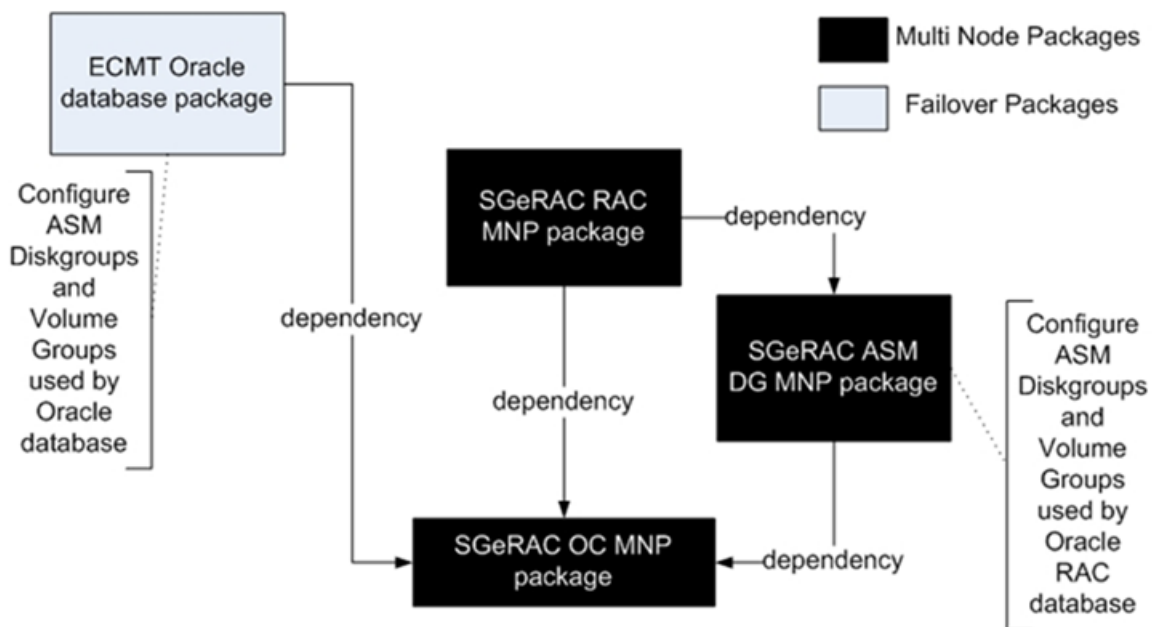 ECMT Oracle
database package
Multi Node Packages
Failover Packages
Configure
ASM
Diskgroups
and
Volume
Groups
used by
Oracle
database
dependency
SGeRAC RAC
MNP package
dependency
dependency
SGeRAC ASM
DG MNP package
Configure
ASM
Diskgroups
and
Volume
Groups
used by
Oracle
RAC
database
SGeRAC OC MNP
package
dependency